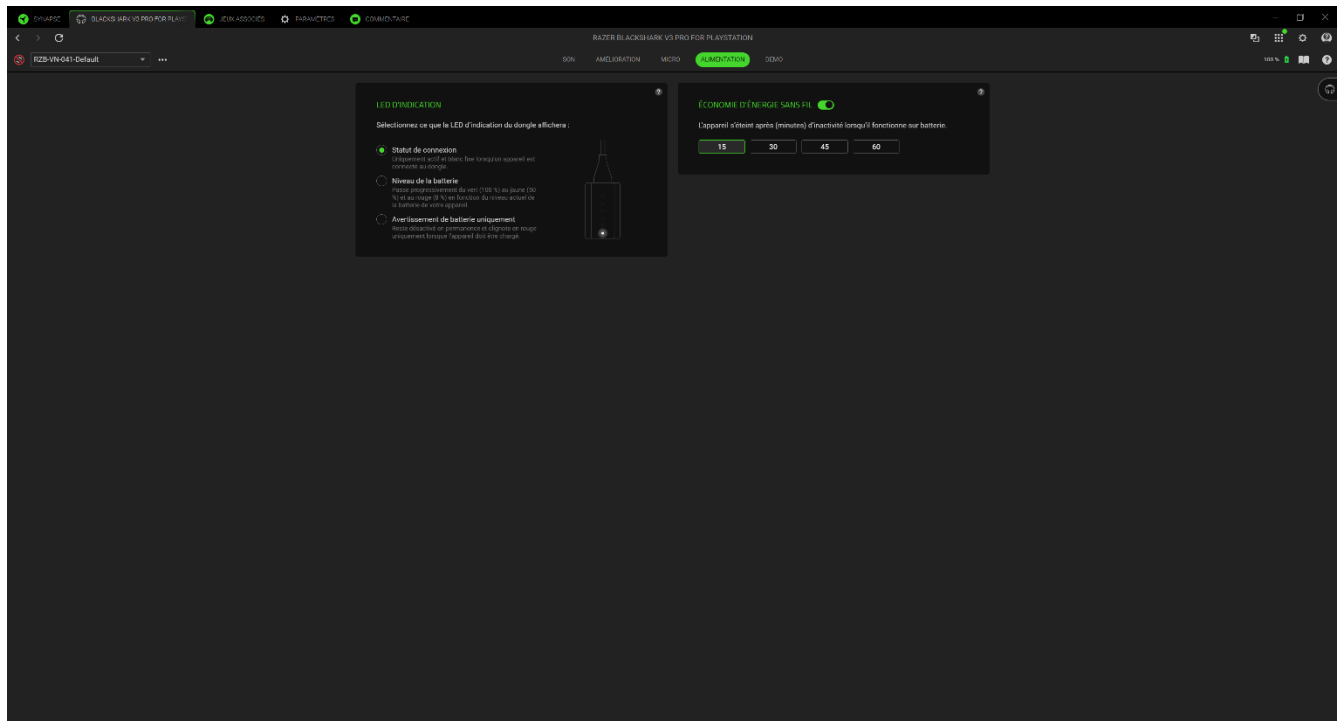 SYNAPSE
BLACKSHARK V3 PRO FOR PLAYS
JEUX ASSOCIÉS
PARAMÈTRES
COMMENTAIRE
RAZER BLACKSHARK V3 PRO FOR PLAYSTATION
RZB-VN-G41-Default
SON
AMÉLIORATION
MICRO
ALIMENTATION
DEMO
100 %
LED D'INDICATION
Sélectionnez ce que la LED d'indication du dongle affichera :
Statut de connexion
Uniquement actif et blanc fixe lorsqu'un appareil est
connecté au dongle.
Niveau de la batterie
Passe progressivement du vert (100 %) au jaune (50
%) et au rouge (0 %) en fonction du niveau actuel de
la batterie de votre appareil.
Avertissement de batterie uniquement
Reste désactivé en permanence et clignote en rouge
uniquement lorsque l'appareil doit être chargé.
ÉCONOMIE D'ÉNERGIE SANS FIL
L'appareil s'éteint après (minutes) d'inactivité lorsqu'il fonctionne sur batterie.
15
30
45
60